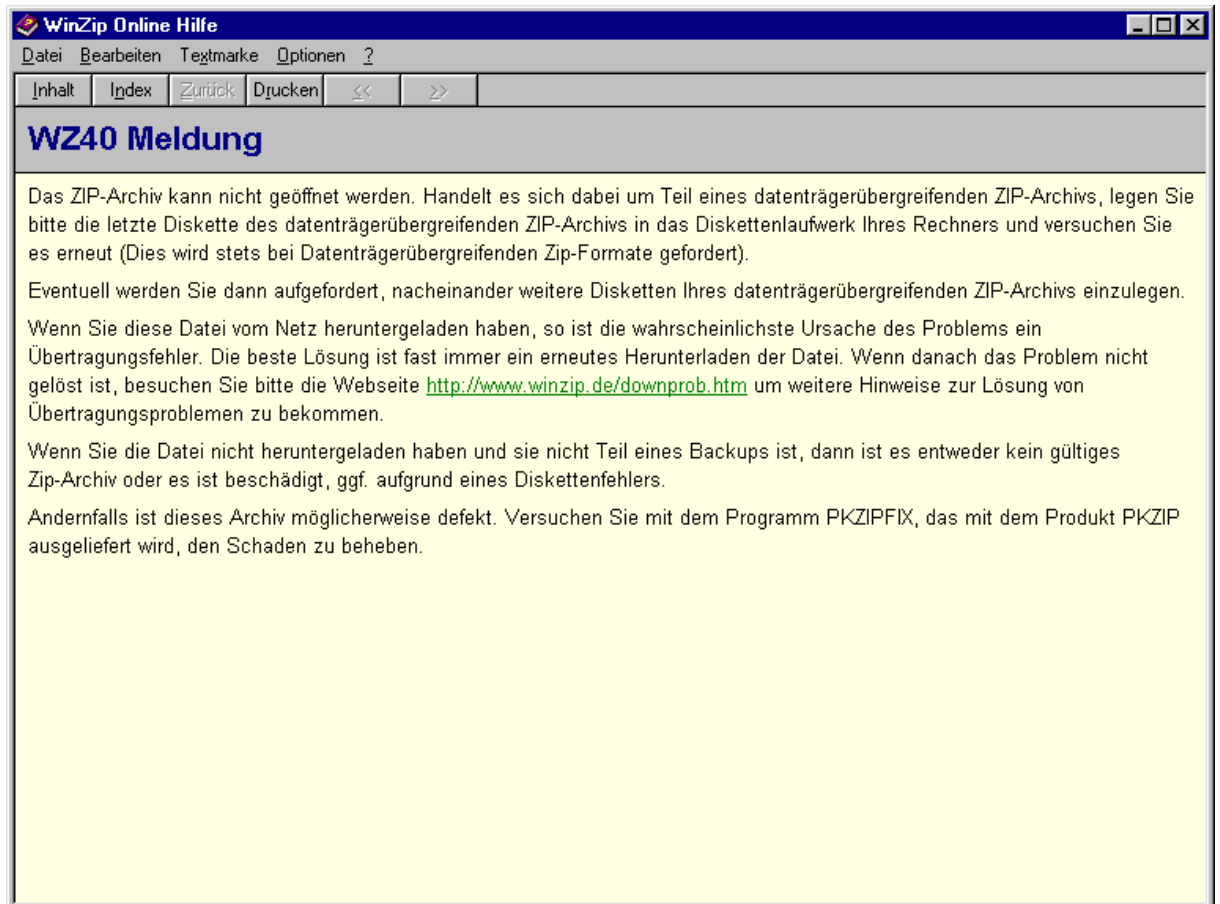 WinZip Online Hilfe
Datei Bearbeiten Textmarke Optionen ?
Inhalt Index Zurück Drucken << >>
WZ40 Meldung
Das ZIP-Archiv kann nicht geöffnet werden. Handelt es sich dabei um Teil eines datenträgerübergreifenden ZIP-Archivs, legen Sie
bitte die letzte Diskette des datenträgerübergreifenden ZIP-Archivs in das Diskettenlaufwerk Ihres Rechners und versuchen Sie
es erneut (Dies wird stets bei Datenträgerübergreifenden Zip-Formate gefordert).
Eventuell werden Sie dann aufgefordert, nacheinander weitere Disketten Ihres datenträgerübergreifenden ZIP-Archivs einzulegen.
Wenn Sie diese Datei vom Netz heruntergeladen haben, so ist die wahrscheinlichste Ursache des Problems ein
Übertragungsfehler. Die beste Lösung ist fast immer ein erneutes Herunterladen der Datei. Wenn danach das Problem nicht
gelöst ist, besuchen Sie bitte die Webseite http://www.winzip.de/downprob.htm um weitere Hinweise zur Lösung von
Übertragungsproblemen zu bekommen.
Wenn Sie die Datei nicht heruntergeladen haben und sie nicht Teil eines Backups ist, dann ist es entweder kein gültiges
Zip-Archiv oder es ist beschädigt, ggf. aufgrund eines Diskettenfehlers.
Andernfalls ist dieses Archiv möglicherweise defekt. Versuchen Sie mit dem Programm PKZIPFIX, das mit dem Produkt PKZIP
ausgeliefert wird, den Schaden zu beheben.